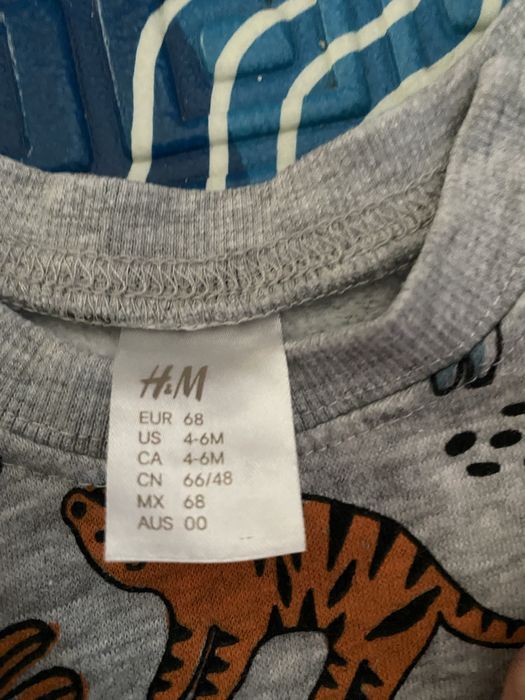 H&M
EUR 68
US 4-6M
CA 4-6M
CN 66/48
MX 68
AUS 00